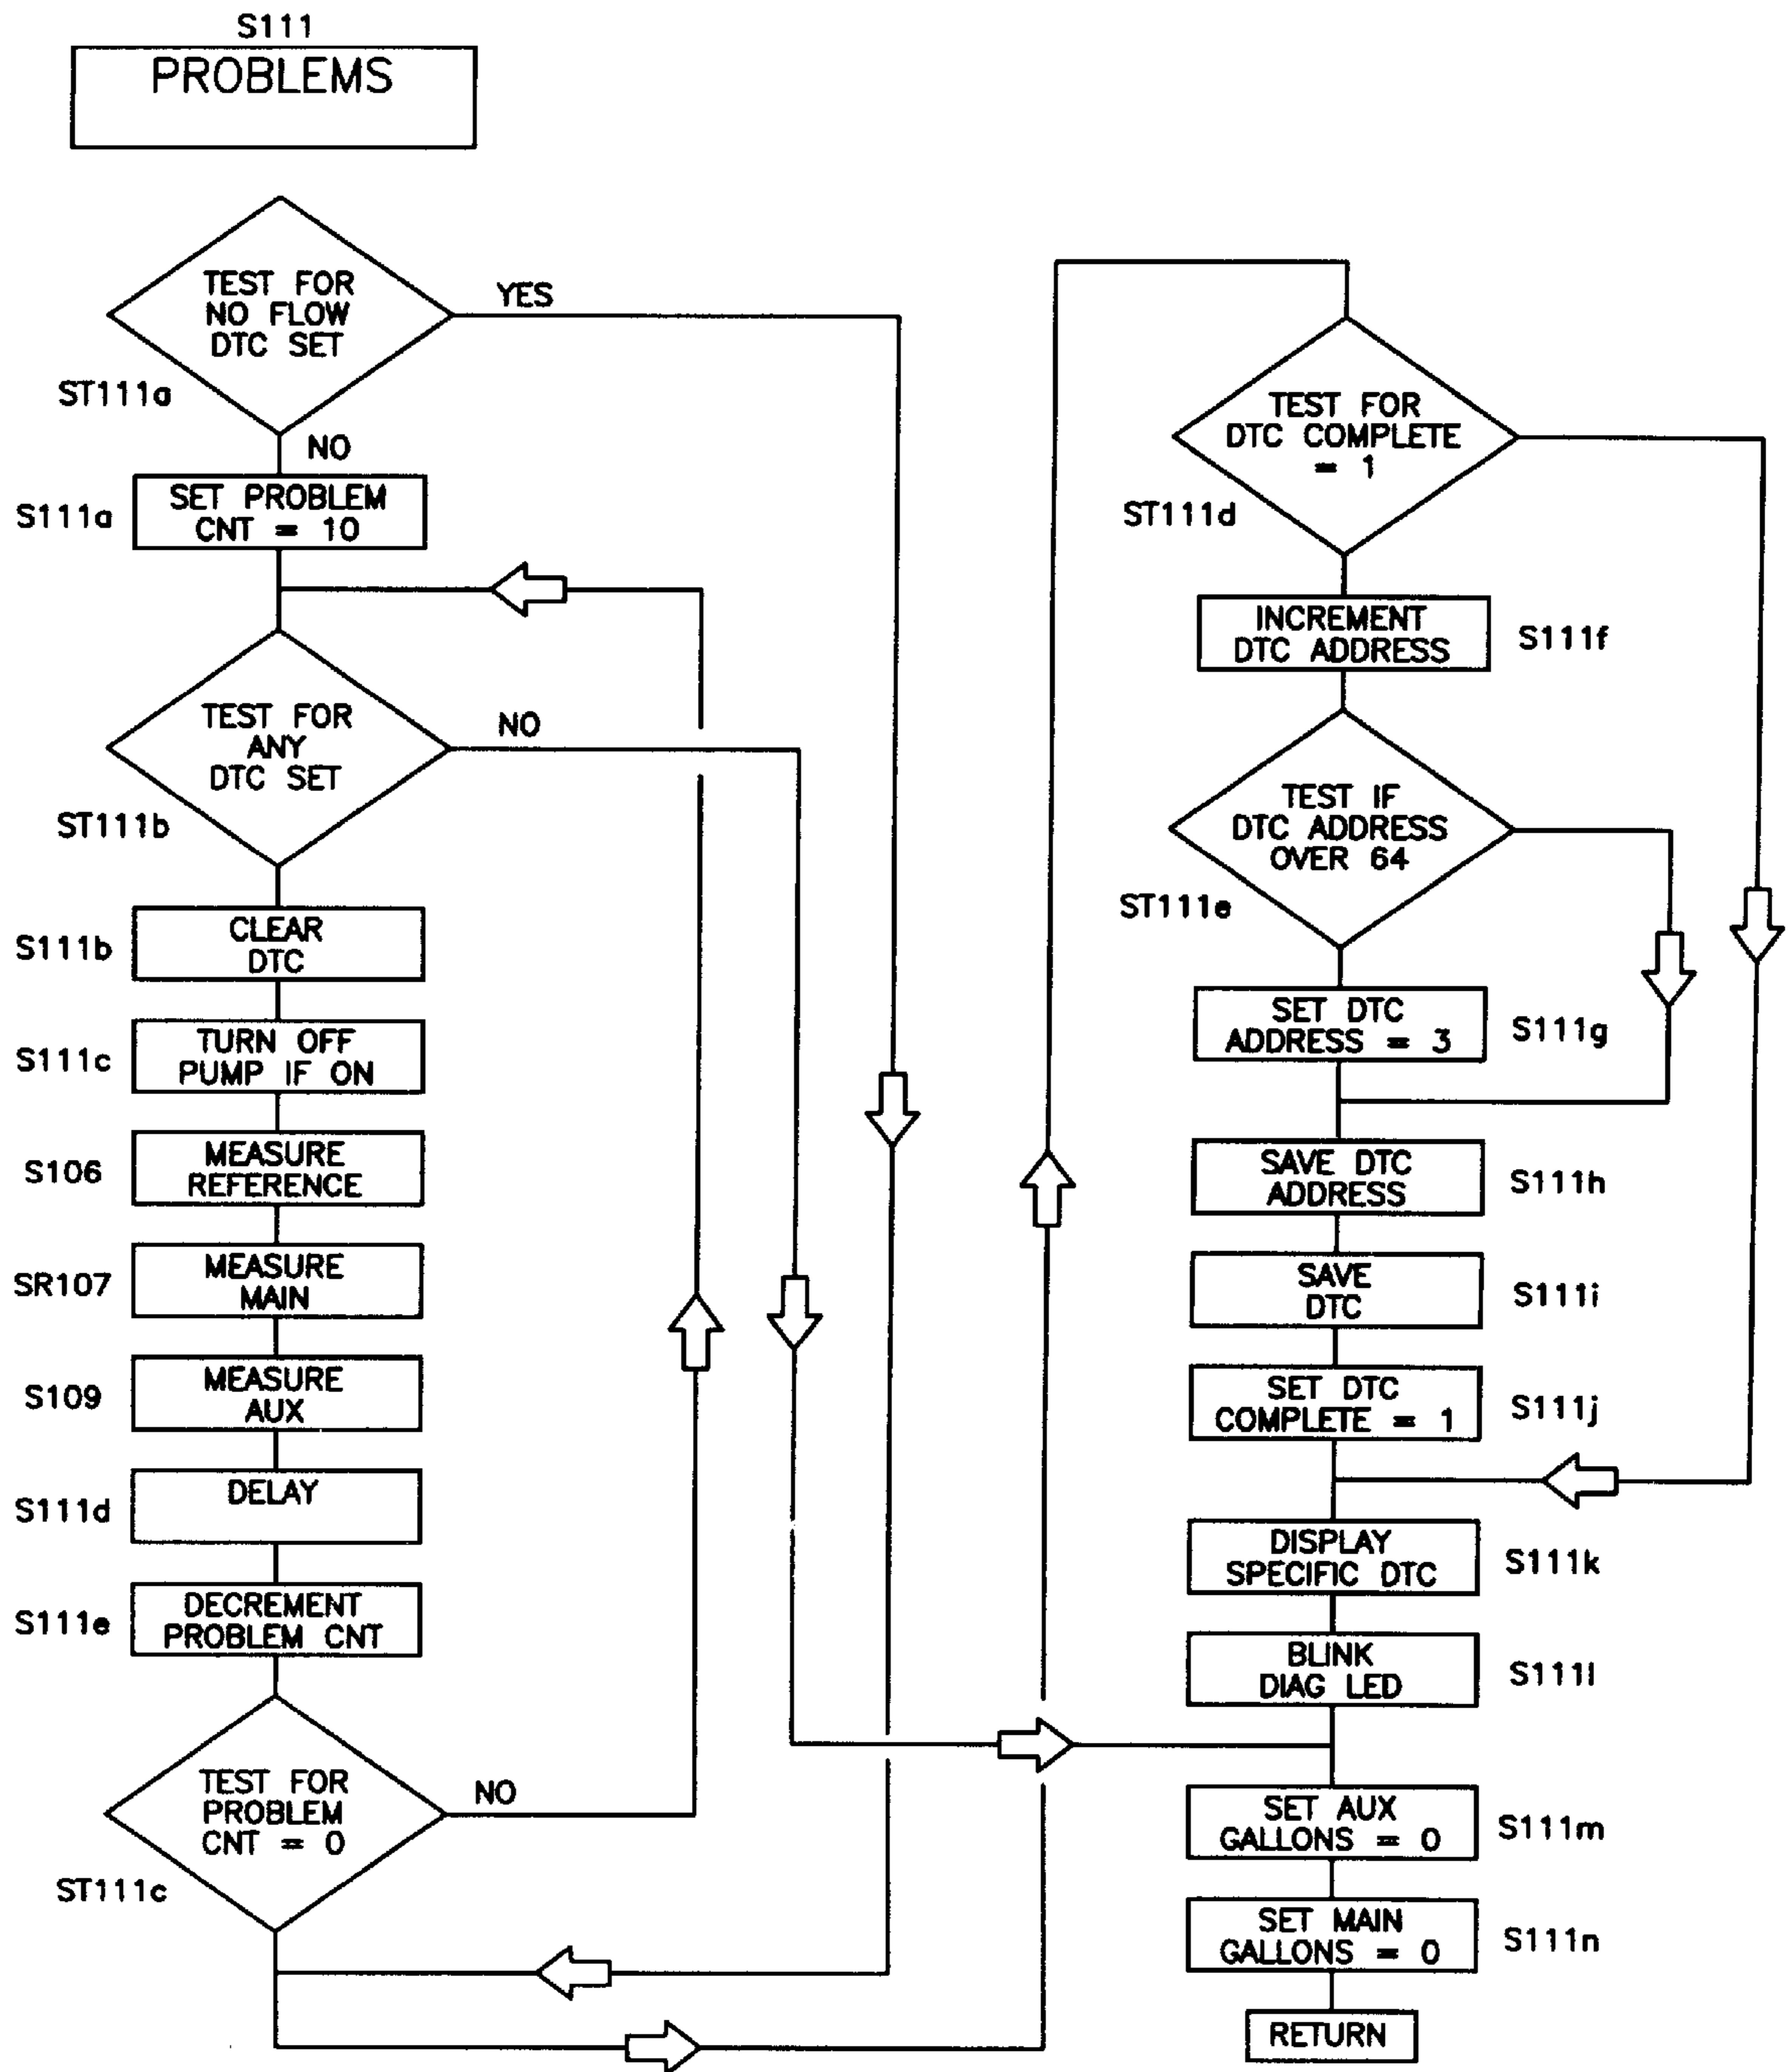 S111
PROBLEMS
TEST FOR
NO FLOW
DTC SET
YES
ST111a
NO
S111a
SET PROBLEM
CNT = 10
TEST FOR
ANY
DTC SET
NO
ST111b
S111b
CLEAR
DTC
S111c
TURN OFF
PUMP IF ON
S106
MEASURE
REFERENCE
SR107
MEASURE
MAIN
S109
MEASURE
AUX
S111d
DELAY
S111e
DECREMENT
PROBLEM CNT
TEST FOR
PROBLEM
CNT = 0
NO
ST111c
TEST FOR
DTC COMPLETE
= 1
ST111d
INCREMENT
DTC ADDRESS
S111f
TEST IF
DTC ADDRESS
OVER 64
ST111e
SET DTC
ADDRESS = 3
S111g
SAVE DTC
ADDRESS
S111h
SAVE
DTC
S111i
SET DTC
COMPLETE = 1
S111j
DISPLAY
SPECIFIC DTC
S111k
BLINK
DIAG LED
S111l
SET AUX
GALLONS = 0
S111m
SET MAIN
GALLONS = 0
S111n
RETURN